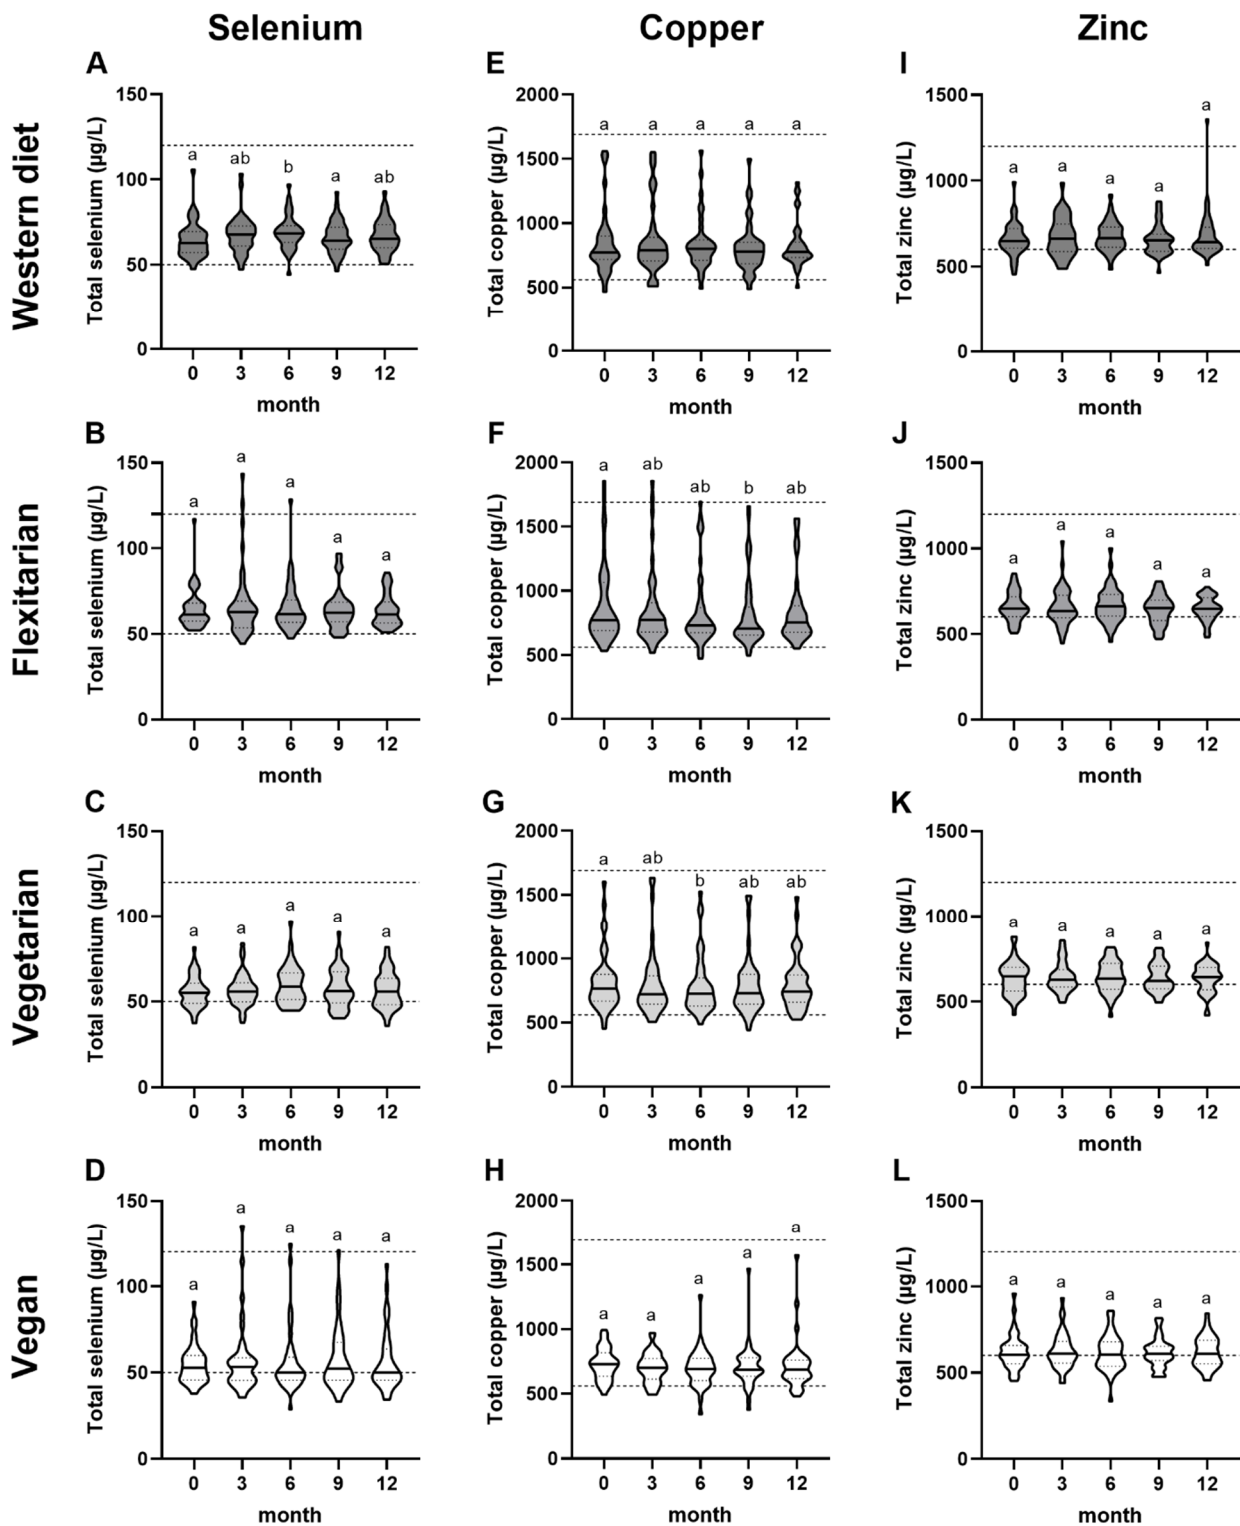 Selenium
Copper
Zinc
Western diet
A
Total selenium (µg/L)
150
100
50
0
a
ab
b
a
ab
0 3 6 9 12
month
E
Total copper (µg/L)
2000
1500
1000
500
0
a a a a a
0 3 6 9 12
month
I
Total zinc (µg/L)
1500
1000
500
0
a a a a a
0 3 6 9 12
month
Flexitarian
B
Total selenium (µg/L)
150
100
50
0
a a a a a
0 3 6 9 12
month
F
Total copper (µg/L)
2000
1500
1000
500
0
a ab ab b ab
0 3 6 9 12
month
J
Total zinc (µg/L)
1500
1000
500
0
a a a a a
0 3 6 9 12
month
Vegetarian
C
Total selenium (µg/L)
150
100
50
0
a a a a a
0 3 6 9 12
month
G
Total copper (µg/L)
2000
1500
1000
500
0
a ab b ab ab
0 3 6 9 12
month
K
Total zinc (µg/L)
1500
1000
500
0
a a a a a
0 3 6 9 12
month
Vegan
D
Total selenium (µg/L)
150
100
50
0
a a a a a
0 3 6 9 12
month
H
Total copper (µg/L)
2000
1500
1000
500
0
a a a a a
0 3 6 9 12
month
L
Total zinc (µg/L)
1500
1000
500
0
a a a a a
0 3 6 9 12
month